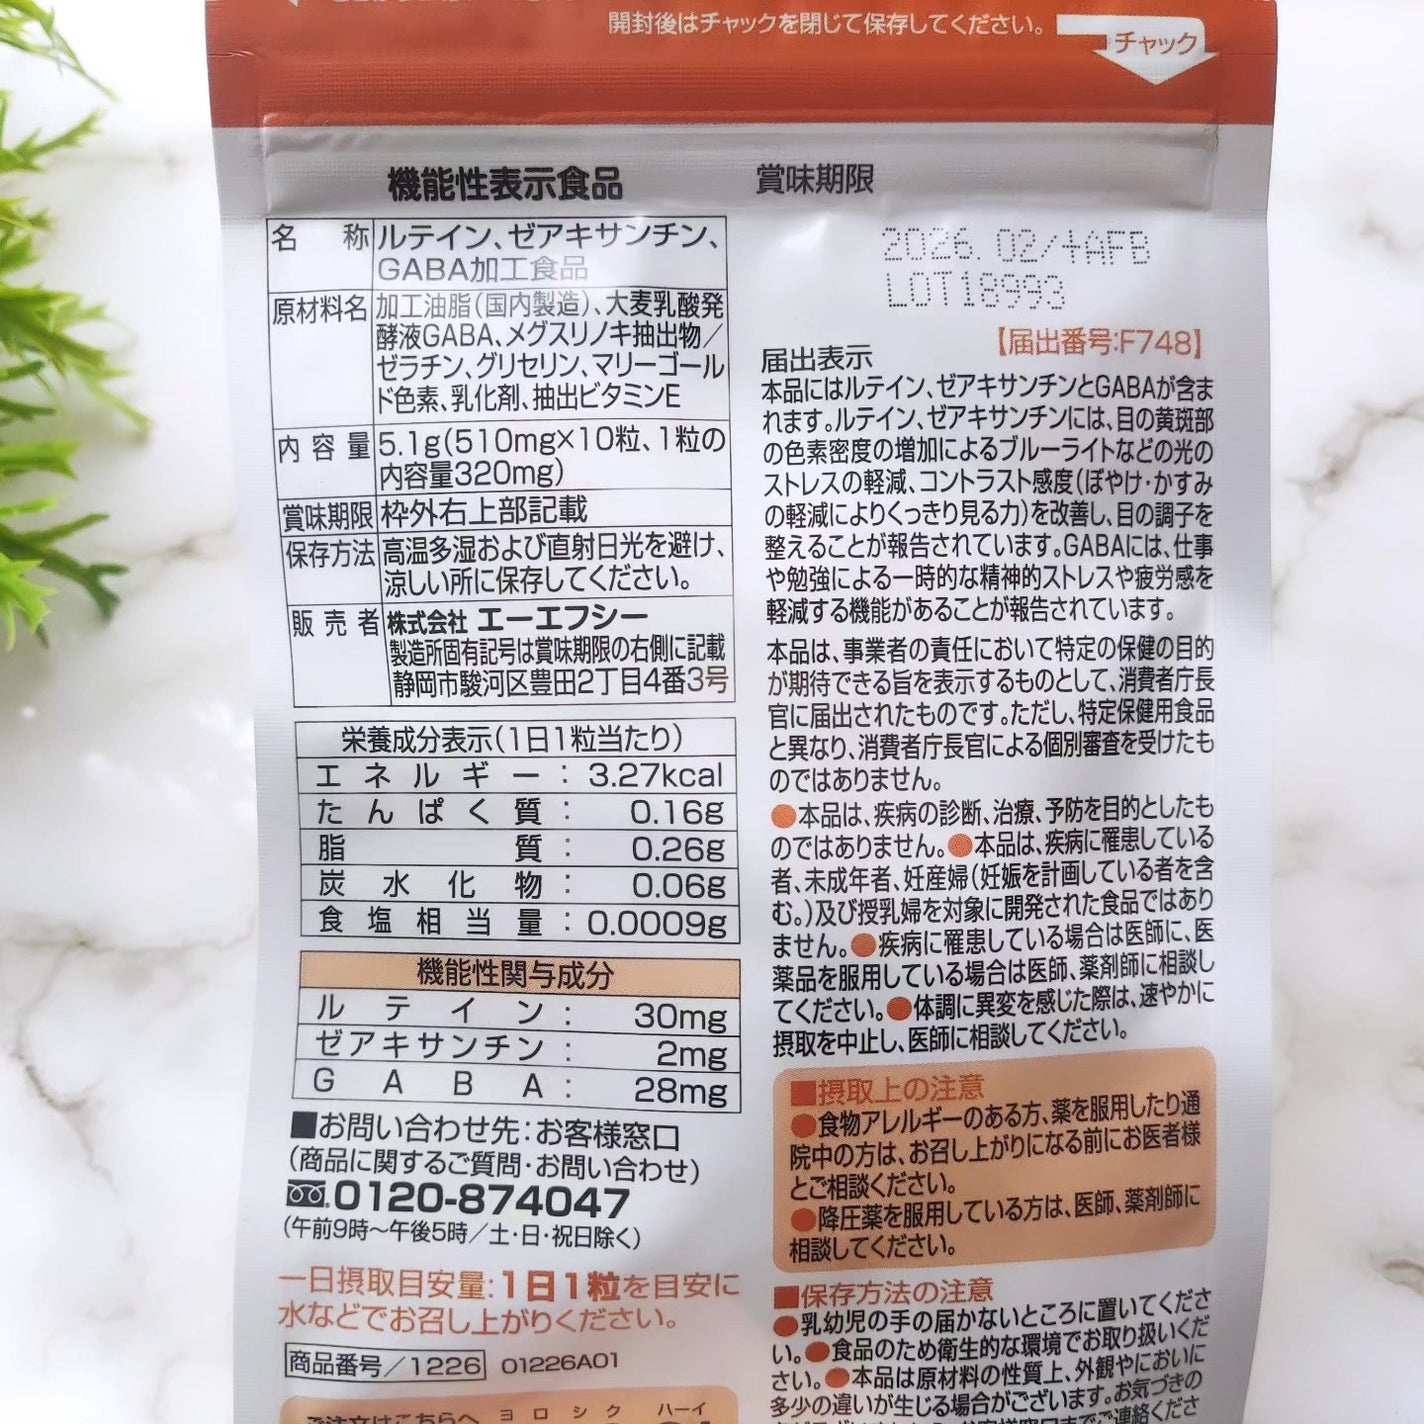 開封後はチャックを閉じて保存してください。
チャック
機能性表示食品
名称 ルテイン、ゼアキサンチン、
GABA加工食品
原材料名 加工油脂(国内製造)、大麦乳酸発
酵液GABA、メグスリノキ抽出物/
ゼラチン、グリセリン、マリーゴール
ド色素、乳化剤、抽出ビタミンE
内容量 5.1g(510mg×10粒、1粒の
内容量320mg)
賞味期限 枠外右上部記載
保存方法 高温多湿および直射日光を避け、
涼しい所に保存してください。
販売者 株式会社 エーエフシー
製造所固有記号は賞味期限の右側に記載
静岡市駿河区豊田2丁目4番3号
栄養成分表示(1日1粒当たり)
エネルギー: 3.27kcal
たんぱく質: 0.16g
脂質: 0.26g
炭水化物: 0.06g
食塩相当量: 0.0009g
機能性関与成分
ルテイン: 30mg
ゼアキサンチン: 2mg
GABA: 28mg
■お問い合わせ先:お客様窓口
(商品に関するご質問・お問い合わせ)
0120-874047
(午前9時〜午後5時/土・日・祝日除く)
一日摂取目安量:1日1粒を目安に
水などでお召し上がりください。
商品番号/1226 01226A01
ご注文はこちらへ ヨロシク ハーイ
賞味期限
2026.02/+AFB
LOT18993
【届出番号:F748】
届出表示
本品にはルテイン、ゼアキサンチンとGABAが含ま
れます。ルテイン、ゼアキサンチンには、目の黄斑部
の色素密度の増加によるブルーライトなどの光の
ストレスの軽減、コントラスト感度(ぼやけ・かすみ
の軽減によりくっきり見る力)を改善し、目の調子を
整えることが報告されています。GABAには、仕事
や勉強による一時的な精神的ストレスや疲労感を
軽減する機能があることが報告されています。
本品は、事業者の責任において特定の保健の目的
が期待できる旨を表示するものとして、消費者庁長
官に届出されたものです。ただし、特定保健用食品
と異なり、消費者庁長官による個別審査を受けたも
のではありません。
●本品は、疾病の診断、治療、予防を目的としたも
のではありません。●本品は、疾病に罹患している
者、未成年者、妊産婦(妊娠を計画している者を含
む。)及び授乳婦を対象に開発された食品ではあり
ません。●疾病に罹患している場合は医師に、医
薬品を服用している場合は医師、薬剤師に相談し
てください。●体調に異変を感じた際は、速やかに
摂取を中止し、医師に相談してください。
■摂取上の注意
●食物アレルギーのある方、薬を服用したり通
院中の方は、お召し上がりになる前にお医者様
とご相談ください。
●降圧薬を服用している方は、医師、薬剤師に
相談してください。
■保存方法の注意
●乳幼児の手の届かないところに置いてくださ
い。●食品のため衛生的な環境でお取り扱いくだ
さい。●本品は原材料の性質上、外観やにおいに
多少の違いが生じる場合がございます。お気づきの